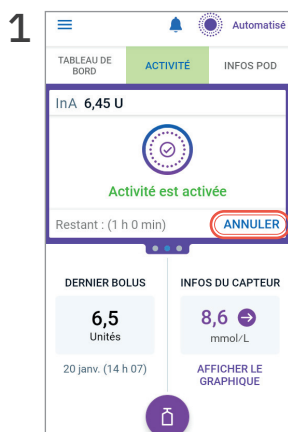 1
Automatisé
TABLEAU DE
BORD
ACTIVITÉ
INFOS POD
InA 6,45 U
Activité est activée
Restant : (1 h 0 min)
ANNULER
DERNIER BOLUS
6,5
Unités
20 janv. (14 h 07)
INFOS DU CAPTEUR
8,6
mmol/L
AFFICHER LE
GRAPHIQUE